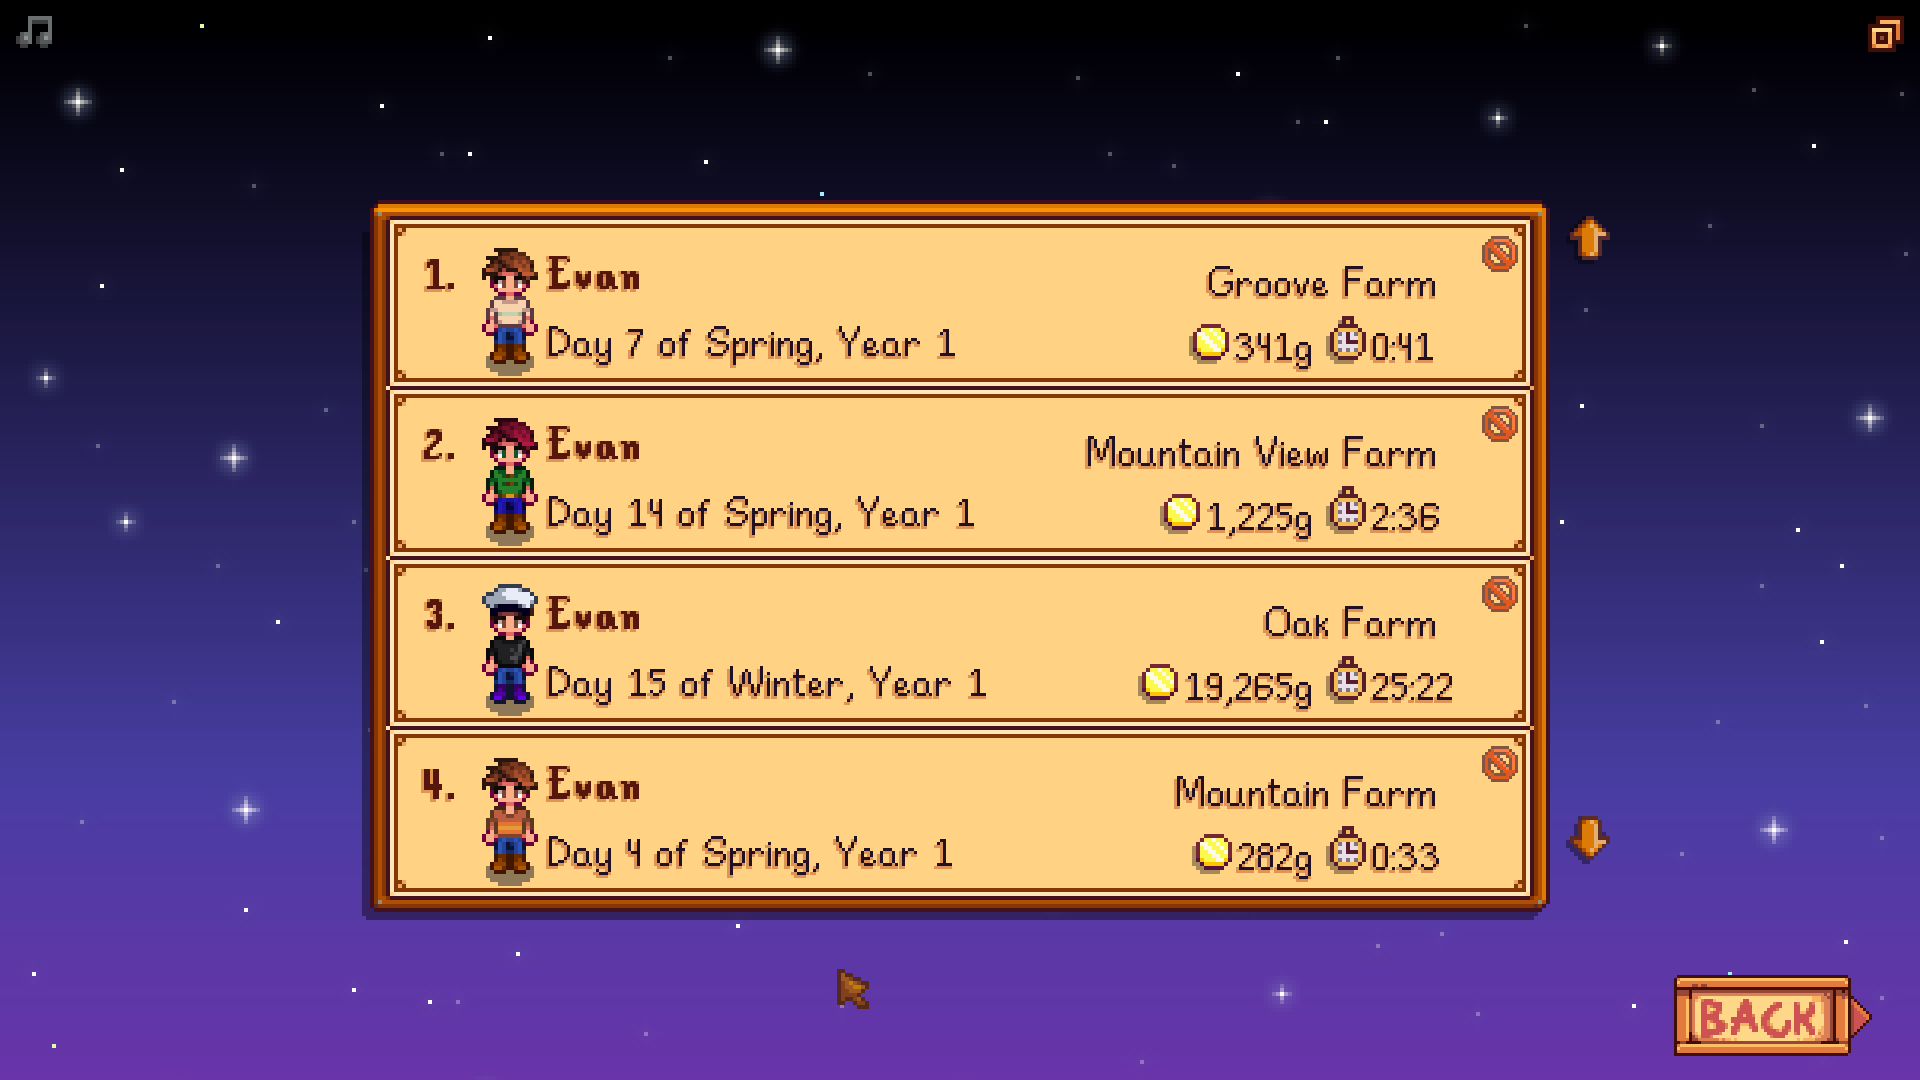 1. Evan
Groove Farm
Day 7 of Spring, Year 1
341g 0:41
2. Evan
Mountain View Farm
Day 14 of Spring, Year 1
1,225g 2:36
3. Evan
Oak Farm
Day 15 of Winter, Year 1
19,265g 25:22
4. Evan
Mountain Farm
Day 4 of Spring, Year 1
282g 0:33
BACK